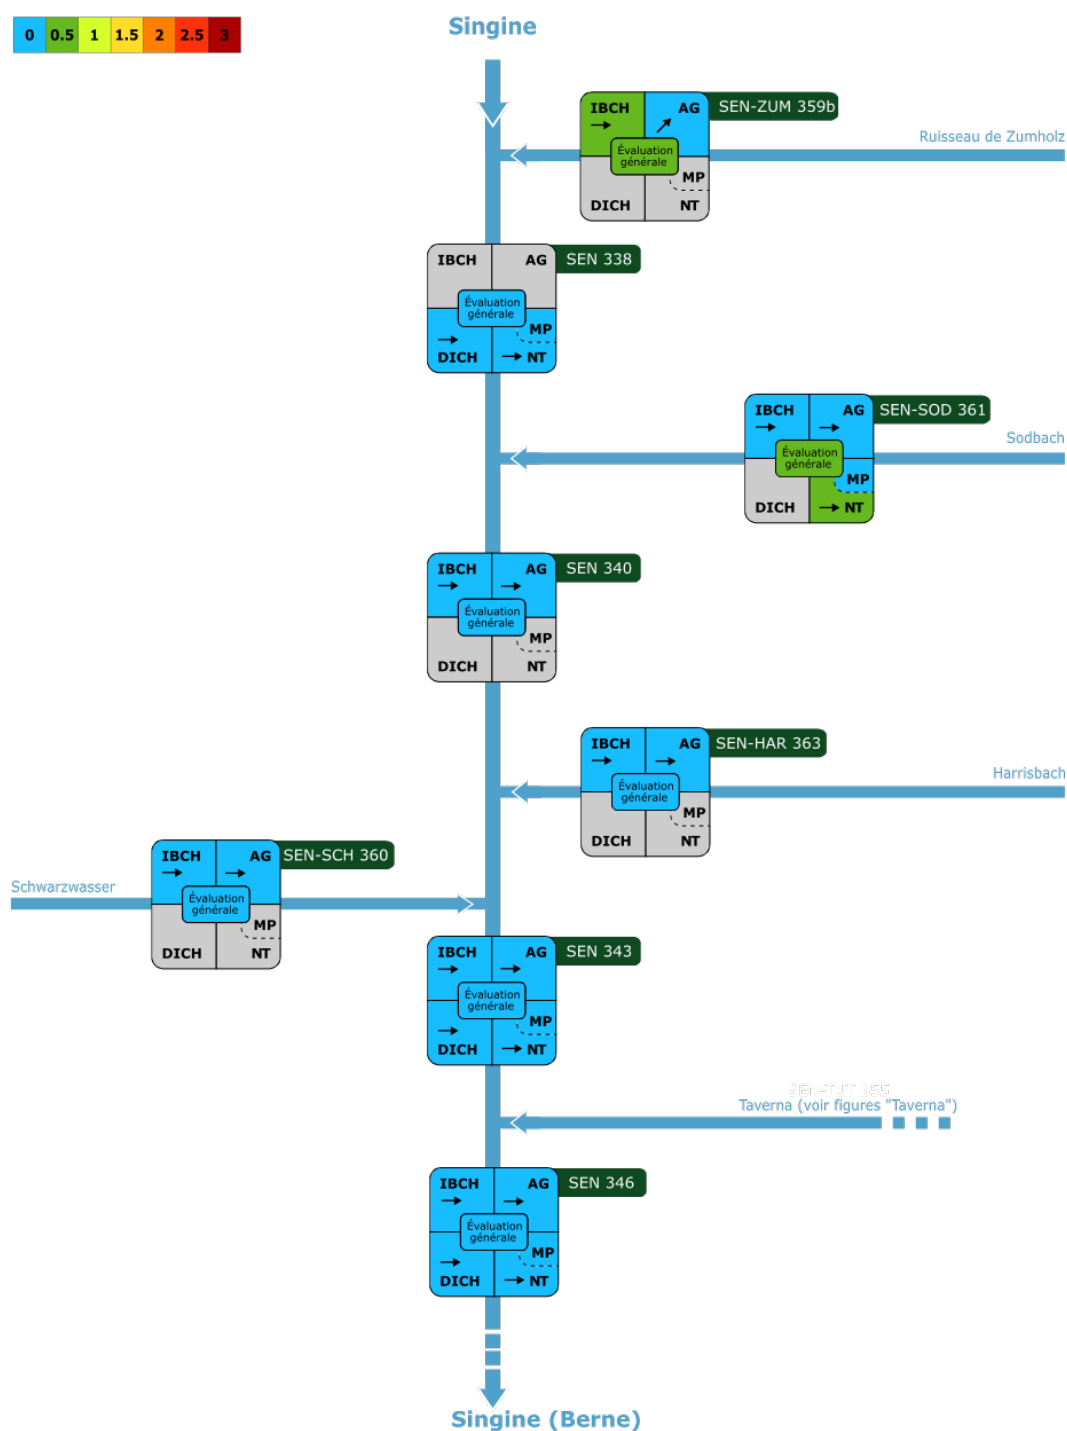 0 0.5 1 1.5 2 2.5 3
Singine
IBCH AG SEN-ZUM 359b
Ruisseau de Zumholz
Évaluation
générale
MP
DICH NT
IBCH AG SEN 338
Évaluation
générale
MP
DICH NT
IBCH AG SEN-SOD 361
Sodbach
Évaluation
générale
MP
DICH NT
IBCH AG SEN 340
Évaluation
générale
MP
DICH NT
IBCH AG SEN-HAR 363
Harrisbach
Évaluation
générale
MP
DICH NT
IBCH AG SEN-SCH 360
Schwarzwasser
Évaluation
générale
MP
DICH NT
IBCH AG SEN 343
Évaluation
générale
MP
DICH NT
Taverna (voir figures "Taverna")
IBCH AG SEN 346
Évaluation
générale
MP
DICH NT
Singine (Berne)